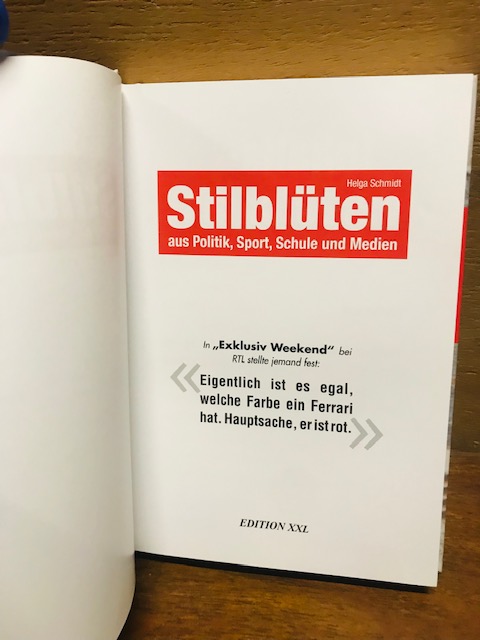 Helga Schmidt
Stilblüten
aus Politik, Sport, Schule und Medien
In „Exklusiv Weekend“ bei
RTL stellte jemand fest:
«Eigentlich ist es egal,
welche Farbe ein Ferrari
hat. Hauptsache, er ist rot.»
EDITION XXL